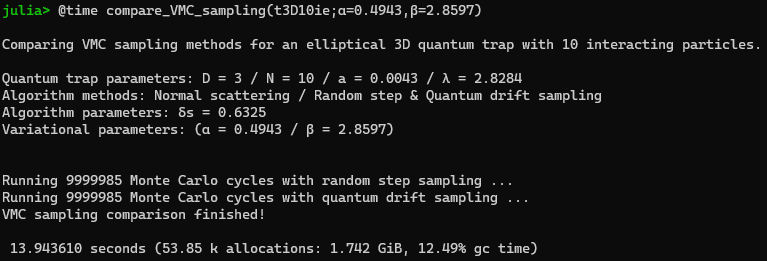 julia> @time compare_VMC_sampling(t3D10ie;α=0.4943,β=2.8597)
Comparing VMC sampling methods for an elliptical 3D quantum trap with 10 interacting particles.
Quantum trap parameters: D = 3 / N = 10 / a = 0.0043 / λ = 2.8284
Algorithm methods: Normal scattering / Random step & Quantum drift sampling
Algorithm parameters: δs = 0.6325
Variational parameters: (α = 0.4943 / β = 2.8597)
Running 9999985 Monte Carlo cycles with random step sampling ...
Running 9999985 Monte Carlo cycles with quantum drift sampling ...
VMC sampling comparison finished!
13.943610 seconds (53.85 k allocations: 1.742 GiB, 12.49% gc time)